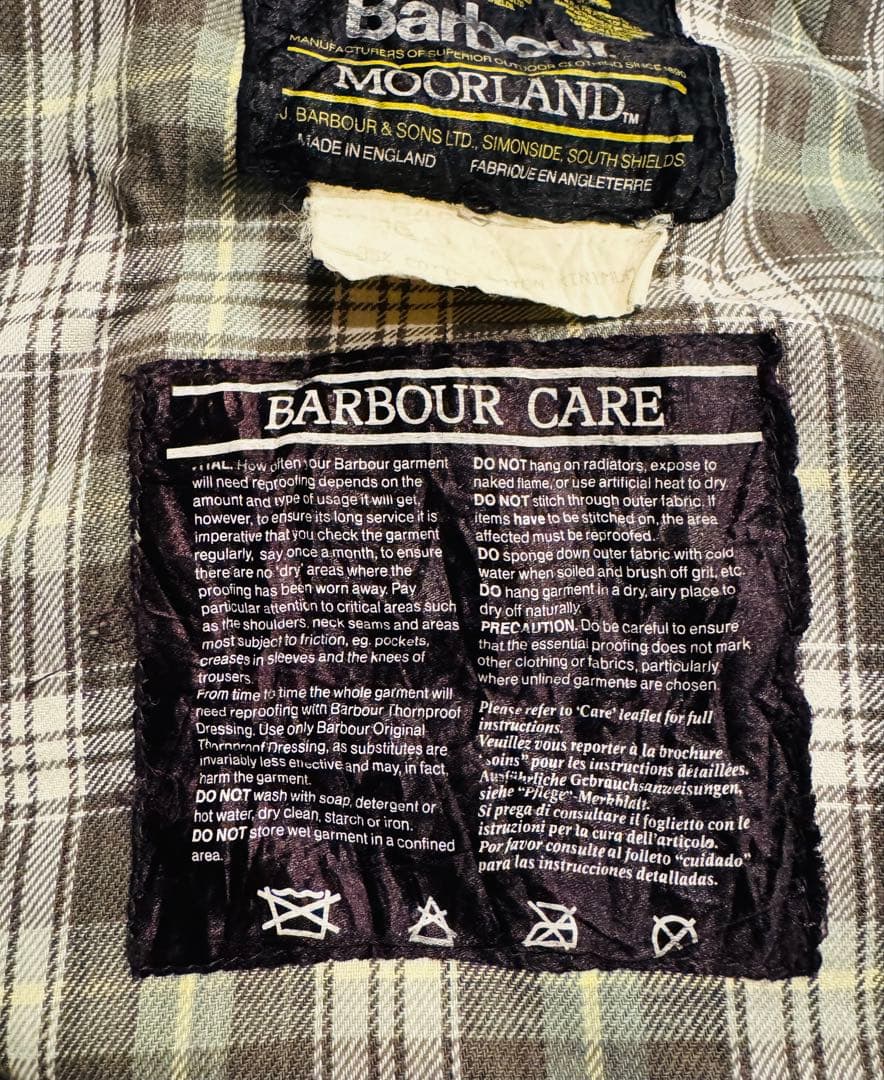 Barbour
MANUFACTURERS OF SUPERIOR OUTDOOR CLOTHING SINCE 1890
MOORLAND™
J. BARBOUR & SONS LTD., SIMONSIDE, SOUTH SHIELDS
MADE IN ENGLAND FABRIQUE EN ANGLETERRE
BARBOUR CARE
VITAL. How often your Barbour garment
will need reproofing depends on the
amount and type of usage it will get,
however, to ensure its long service it is
imperative that you check the garment
regularly, say once a month, to ensure
there are no 'dry' areas where the
proofing has been worn away. Pay
particular attention to critical areas such
as the shoulders, neck seams and areas
most subject to friction, eg. pockets,
creases in sleeves and the knees of
trousers.
From time to time the whole garment will
need reproofing with Barbour Thornproof
Dressing. Use only Barbour Original
Thornproof Dressing, as substitutes are
invariably less effective and may, in fact,
harm the garment.
DO NOT wash with soap, detergent or
hot water, dry clean, starch or iron.
DO NOT store wet garment in a confined
area.
DO NOT hang on radiators, expose to
naked flame, or use artificial heat to dry.
DO NOT stitch through outer fabric. If
items have to be stitched on, the area
affected must be reproofed.
DO sponge down outer fabric with cold
water when soiled and brush off grit, etc.
DO hang garment in a dry, airy place to
dry off naturally.
PRECAUTION. Do be careful to ensure
that the essential proofing does not mark
other clothing or fabrics, particularly
where unlined garments are chosen.
Please refer to 'Care' leaflet for full
instructions.
Veuillez vous reporter à la brochure
"soins" pour les instructions détaillées.
Ausführliche Gebrauchsanweisungen,
siehe "Pflege"-Merkblatt.
Si prega di consultare il foglietto con le
istruzioni per la cura dell'articolo.
Por favor consulte al folleto "cuidado"
para las instrucciones detalladas.